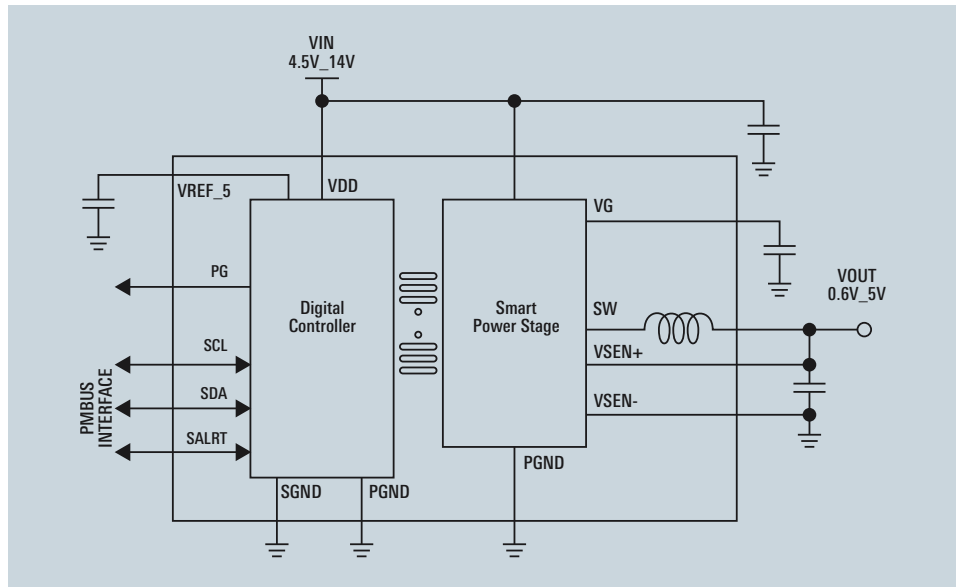 VIN
4.5V_14V
VREF_5
VDD
VG
PG
Digital
Controller
Smart
Power Stage
SW
VOUT
0.6V_5V
SCL
VSEN+
PMBUS
INTERFACE
SDA
VSEN-
SALRT
PGND
SGND
PGND